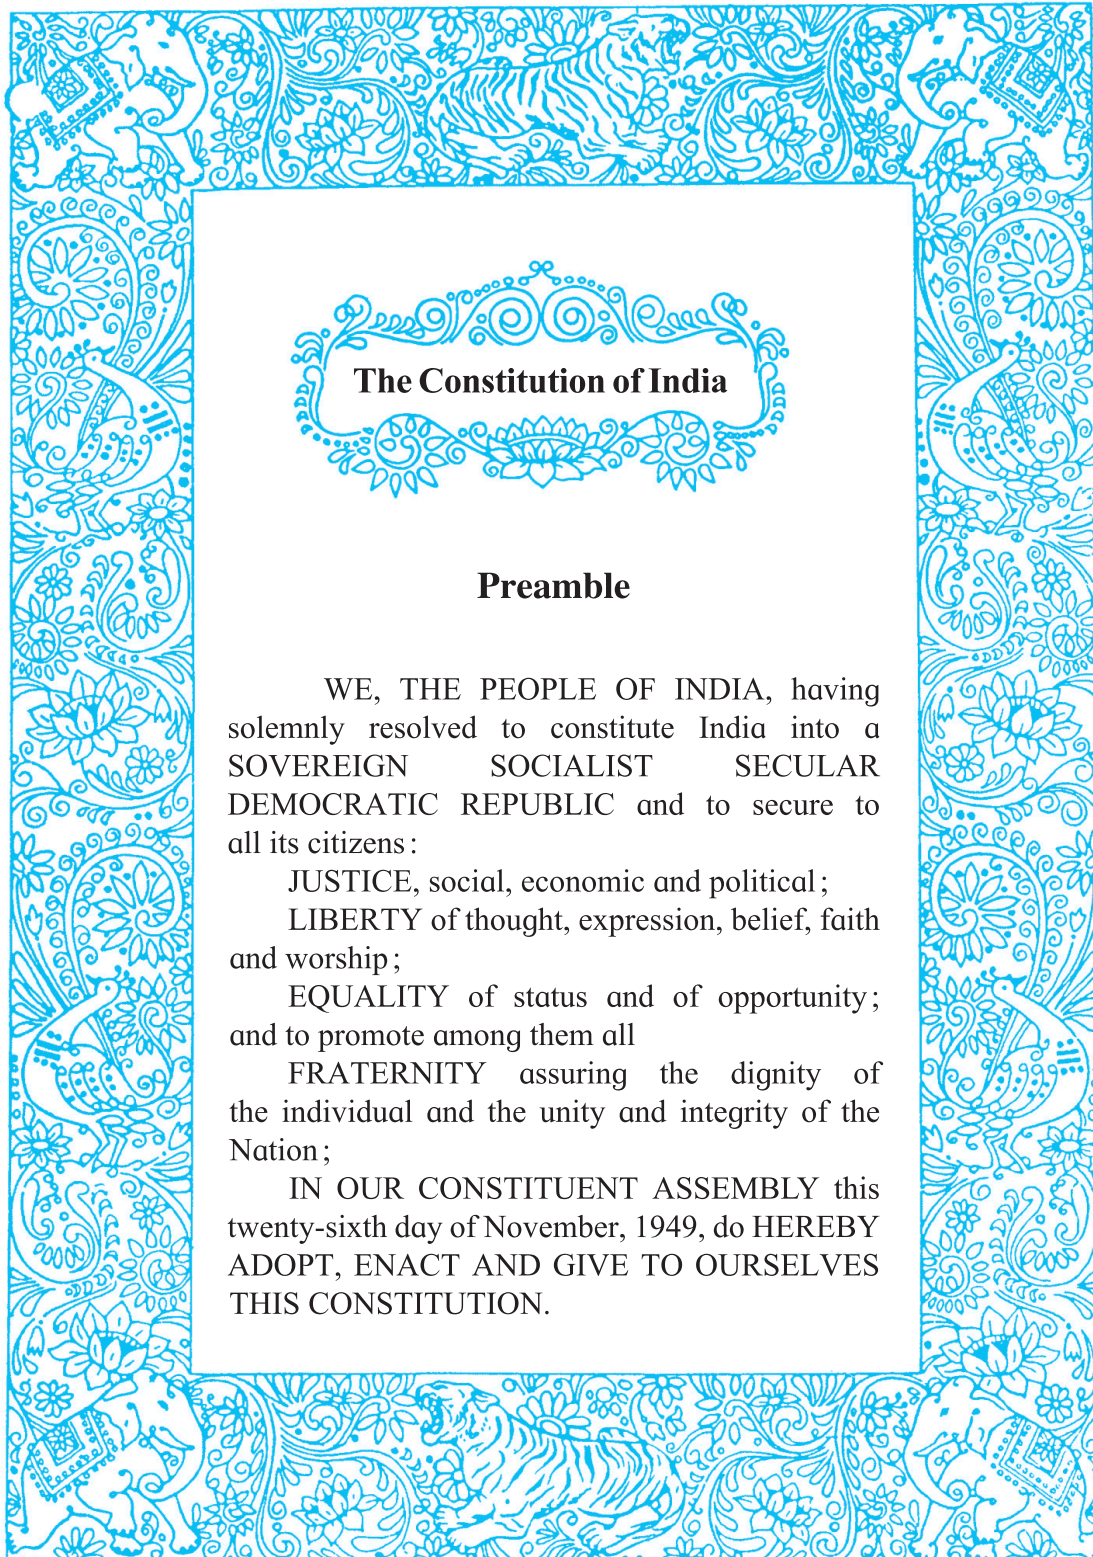 The Constitution of India
Preamble
WE, THE PEOPLE OF INDIA, having
solemnly resolved to constitute India into a
SOVEREIGN SOCIALIST SECULAR
DEMOCRATIC REPUBLIC and to secure to
all its citizens :
JUSTICE, social, economic and political ;
LIBERTY of thought, expression, belief, faith
and worship ;
EQUALITY of status and of opportunity ;
and to promote among them all
FRATERNITY assuring the dignity of
the individual and the unity and integrity of the
Nation ;
IN OUR CONSTITUENT ASSEMBLY this
twenty-sixth day of November, 1949, do HEREBY
ADOPT, ENACT AND GIVE TO OURSELVES
THIS CONSTITUTION.